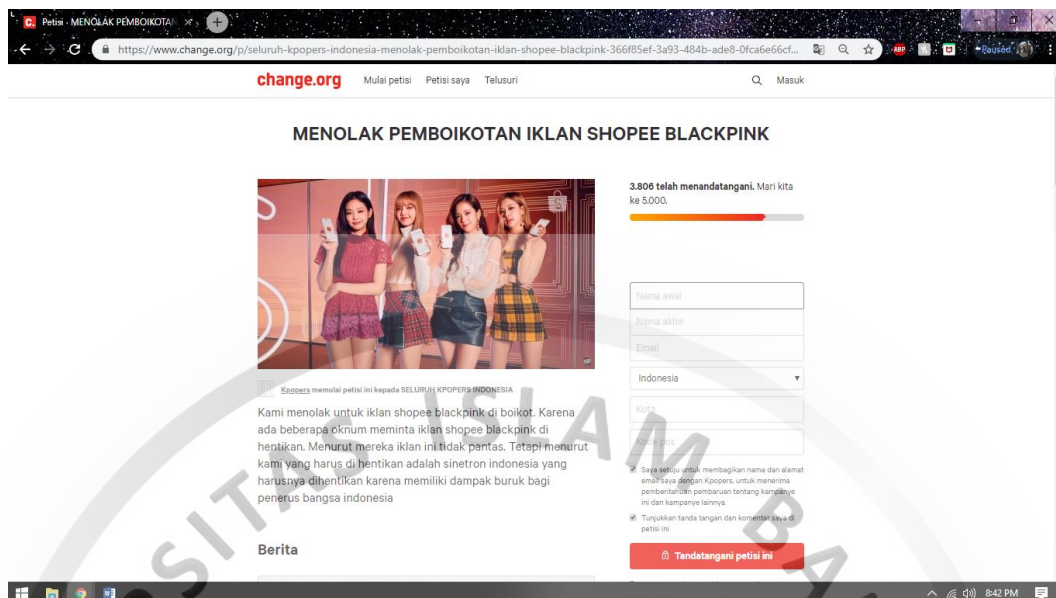 Petisi · MENOLAK PEMBOIKOTAN
https://www.change.org/p/seluruh-kpopers-indonesia-menolak-pemboikotan-iklan-shopee-blackpink-366f85ef-3a93-484b-ade8-0fca6e66cf...
Paused
change.org Mulai petisi Petisi saya Telusuri Masuk
MENOLAK PEMBOIKOTAN IKLAN SHOPEE BLACKPINK
Kpopers memulai petisi ini kepada SELURUH KPOPERS INDONESIA
Kami menolak untuk iklan shopee blackpink di boikot. Karena
ada beberapa oknum meminta iklan shopee blackpink di
hentikan. Menurut mereka iklan ini tidak pantas. Tetapi menurut
kami yang harus di hentikan adalah sinetron indonesia yang
harusnya dihentikan karena memiliki dampak buruk bagi
penerus bangsa indonesia
Berita
3.806 telah menandatangani. Mari kita
ke 5.000.
Nama awal
Nama akhir
Email
Indonesia
Kota
Kode pos
Saya setuju untuk membagikan nama dan alamat
email saya dengan Kpopers, untuk menerima
pemberitahuan pembaruan tentang kampanye
ini dan kampanye lainnya.
Tunjukkan tanda tangan dan komentar saya di
petisi ini
Tandatangani petisi ini
SITAS ISLAM BA
8:42 PM